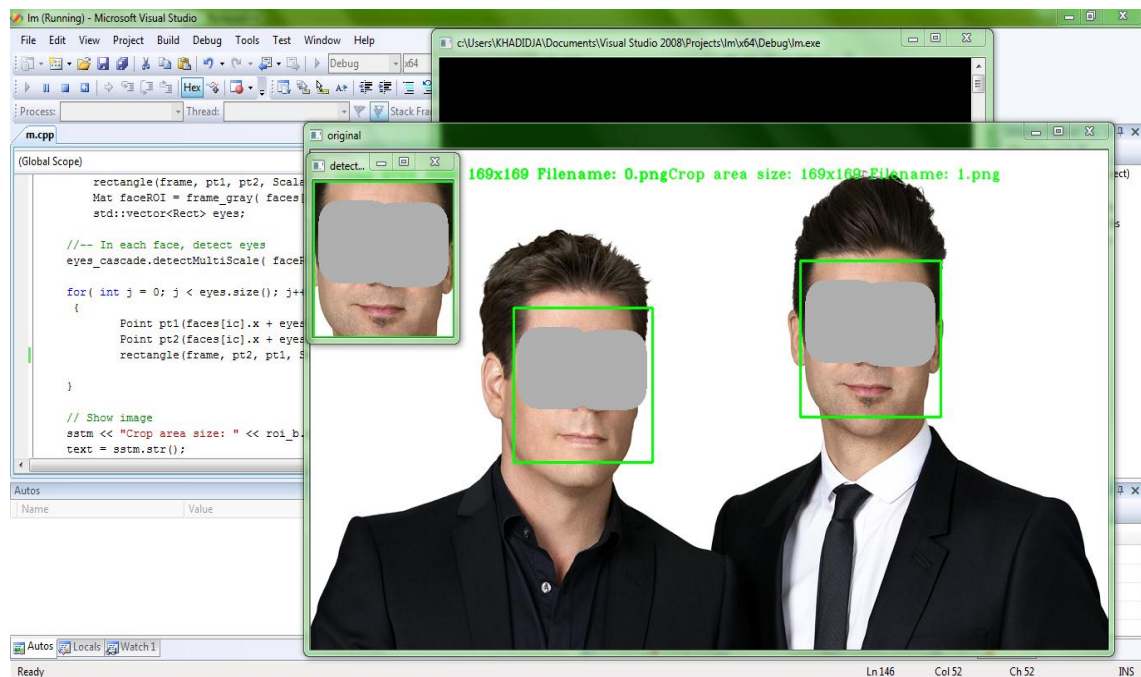 Im (Running) - Microsoft Visual Studio
File Edit View Project Build Debug Tools Test Window Help
c:\Users\KHADIDJA\Documents\Visual Studio 2008\Projects\Im\x64\Debug\Im.exe
Debug x64
Hex
Process: Thread: Stack Fra
m.cpp
original
(Global Scope)
detect...
169x169 Filename: 0.pngCrop area size: 169x169 Filename: 1.png
ect)
rectangle(frame, pt1, pt2, Scala
Mat faceROI = frame_gray( faces[
std::vector<Rect> eyes;
//-- In each face, detect eyes
eyes_cascade.detectMultiScale( faceR
for( int j = 0; j < eyes.size(); j++
{
Point pt1(faces[ic].x + eyes
Point pt2(faces[ic].x + eyes
rectangle(frame, pt2, pt1, S
}
// Show image
sstm << "Crop area size: " << roi_b.
text = sstm.str();
Autos
Name Value
Autos Locals Watch 1
Ready Ln 146 Col 52 Ch 52 INS